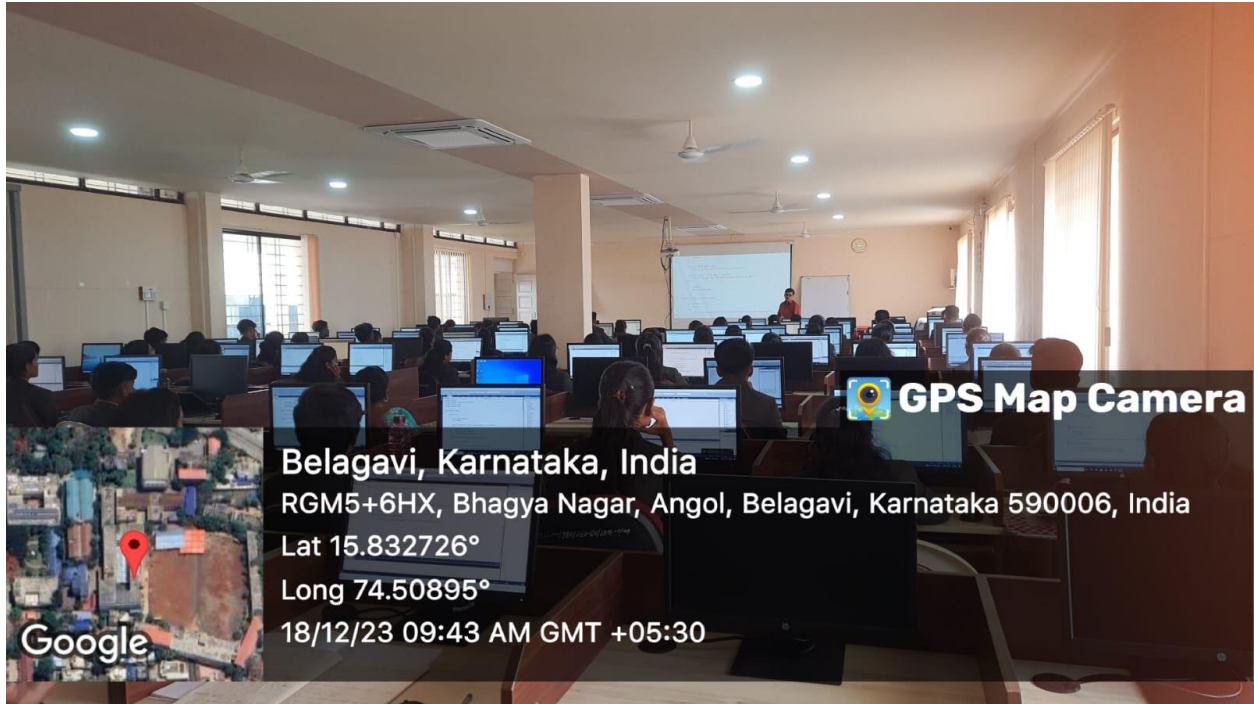 GPS Map Camera
Belagavi, Karnataka, India
RGM5+6HX, Bhagya Nagar, Angol, Belagavi, Karnataka 590006, India
Lat 15.832726°
Long 74.50895°
18/12/23 09:43 AM GMT +05:30
Google